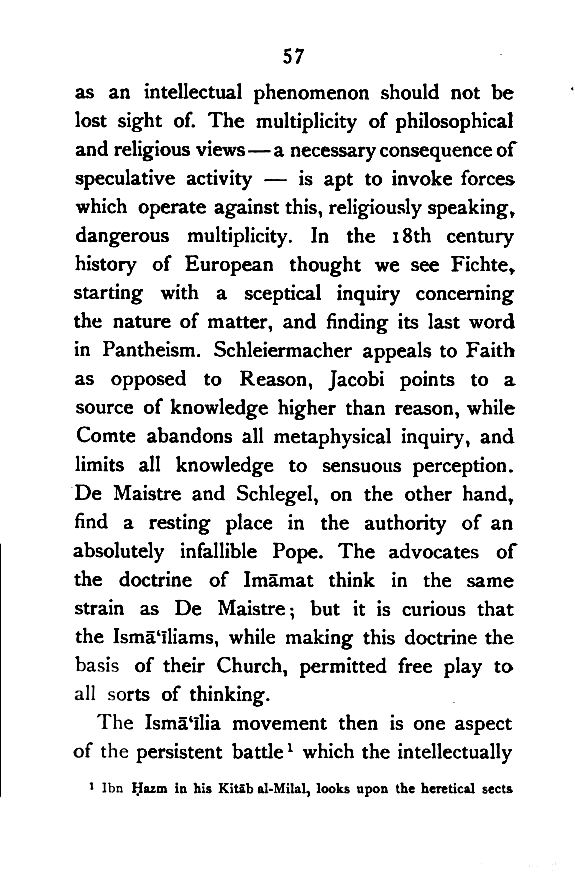 57
as an intellectual phenomenon should not be
lost sight of. The multiplicity of philosophical
and religious views — a necessary consequence of
speculative activity — is apt to invoke forces
which operate against this, religiously speaking,
dangerous multiplicity. In the 18th century
history of European thought we see Fichte,
starting with a sceptical inquiry concerning
the nature of matter, and finding its last word
in Pantheism. Schleiermacher appeals to Faith
as opposed to Reason, Jacobi points to a
source of knowledge higher than reason, while
Comte abandons all metaphysical inquiry, and
limits all knowledge to sensuous perception.
De Maistre and Schlegel, on the other hand,
find a resting place in the authority of an
absolutely infallible Pope. The advocates of
the doctrine of Imāmat think in the same
strain as De Maistre; but it is curious that
the Ismā‘īliams, while making this doctrine the
basis of their Church, permitted free play to
all sorts of thinking.
The Ismā‘īlia movement then is one aspect
of the persistent battle ¹ which the intellectually
¹ Ibn Ḥazm in his Kitāb al-Milal, looks upon the heretical sects